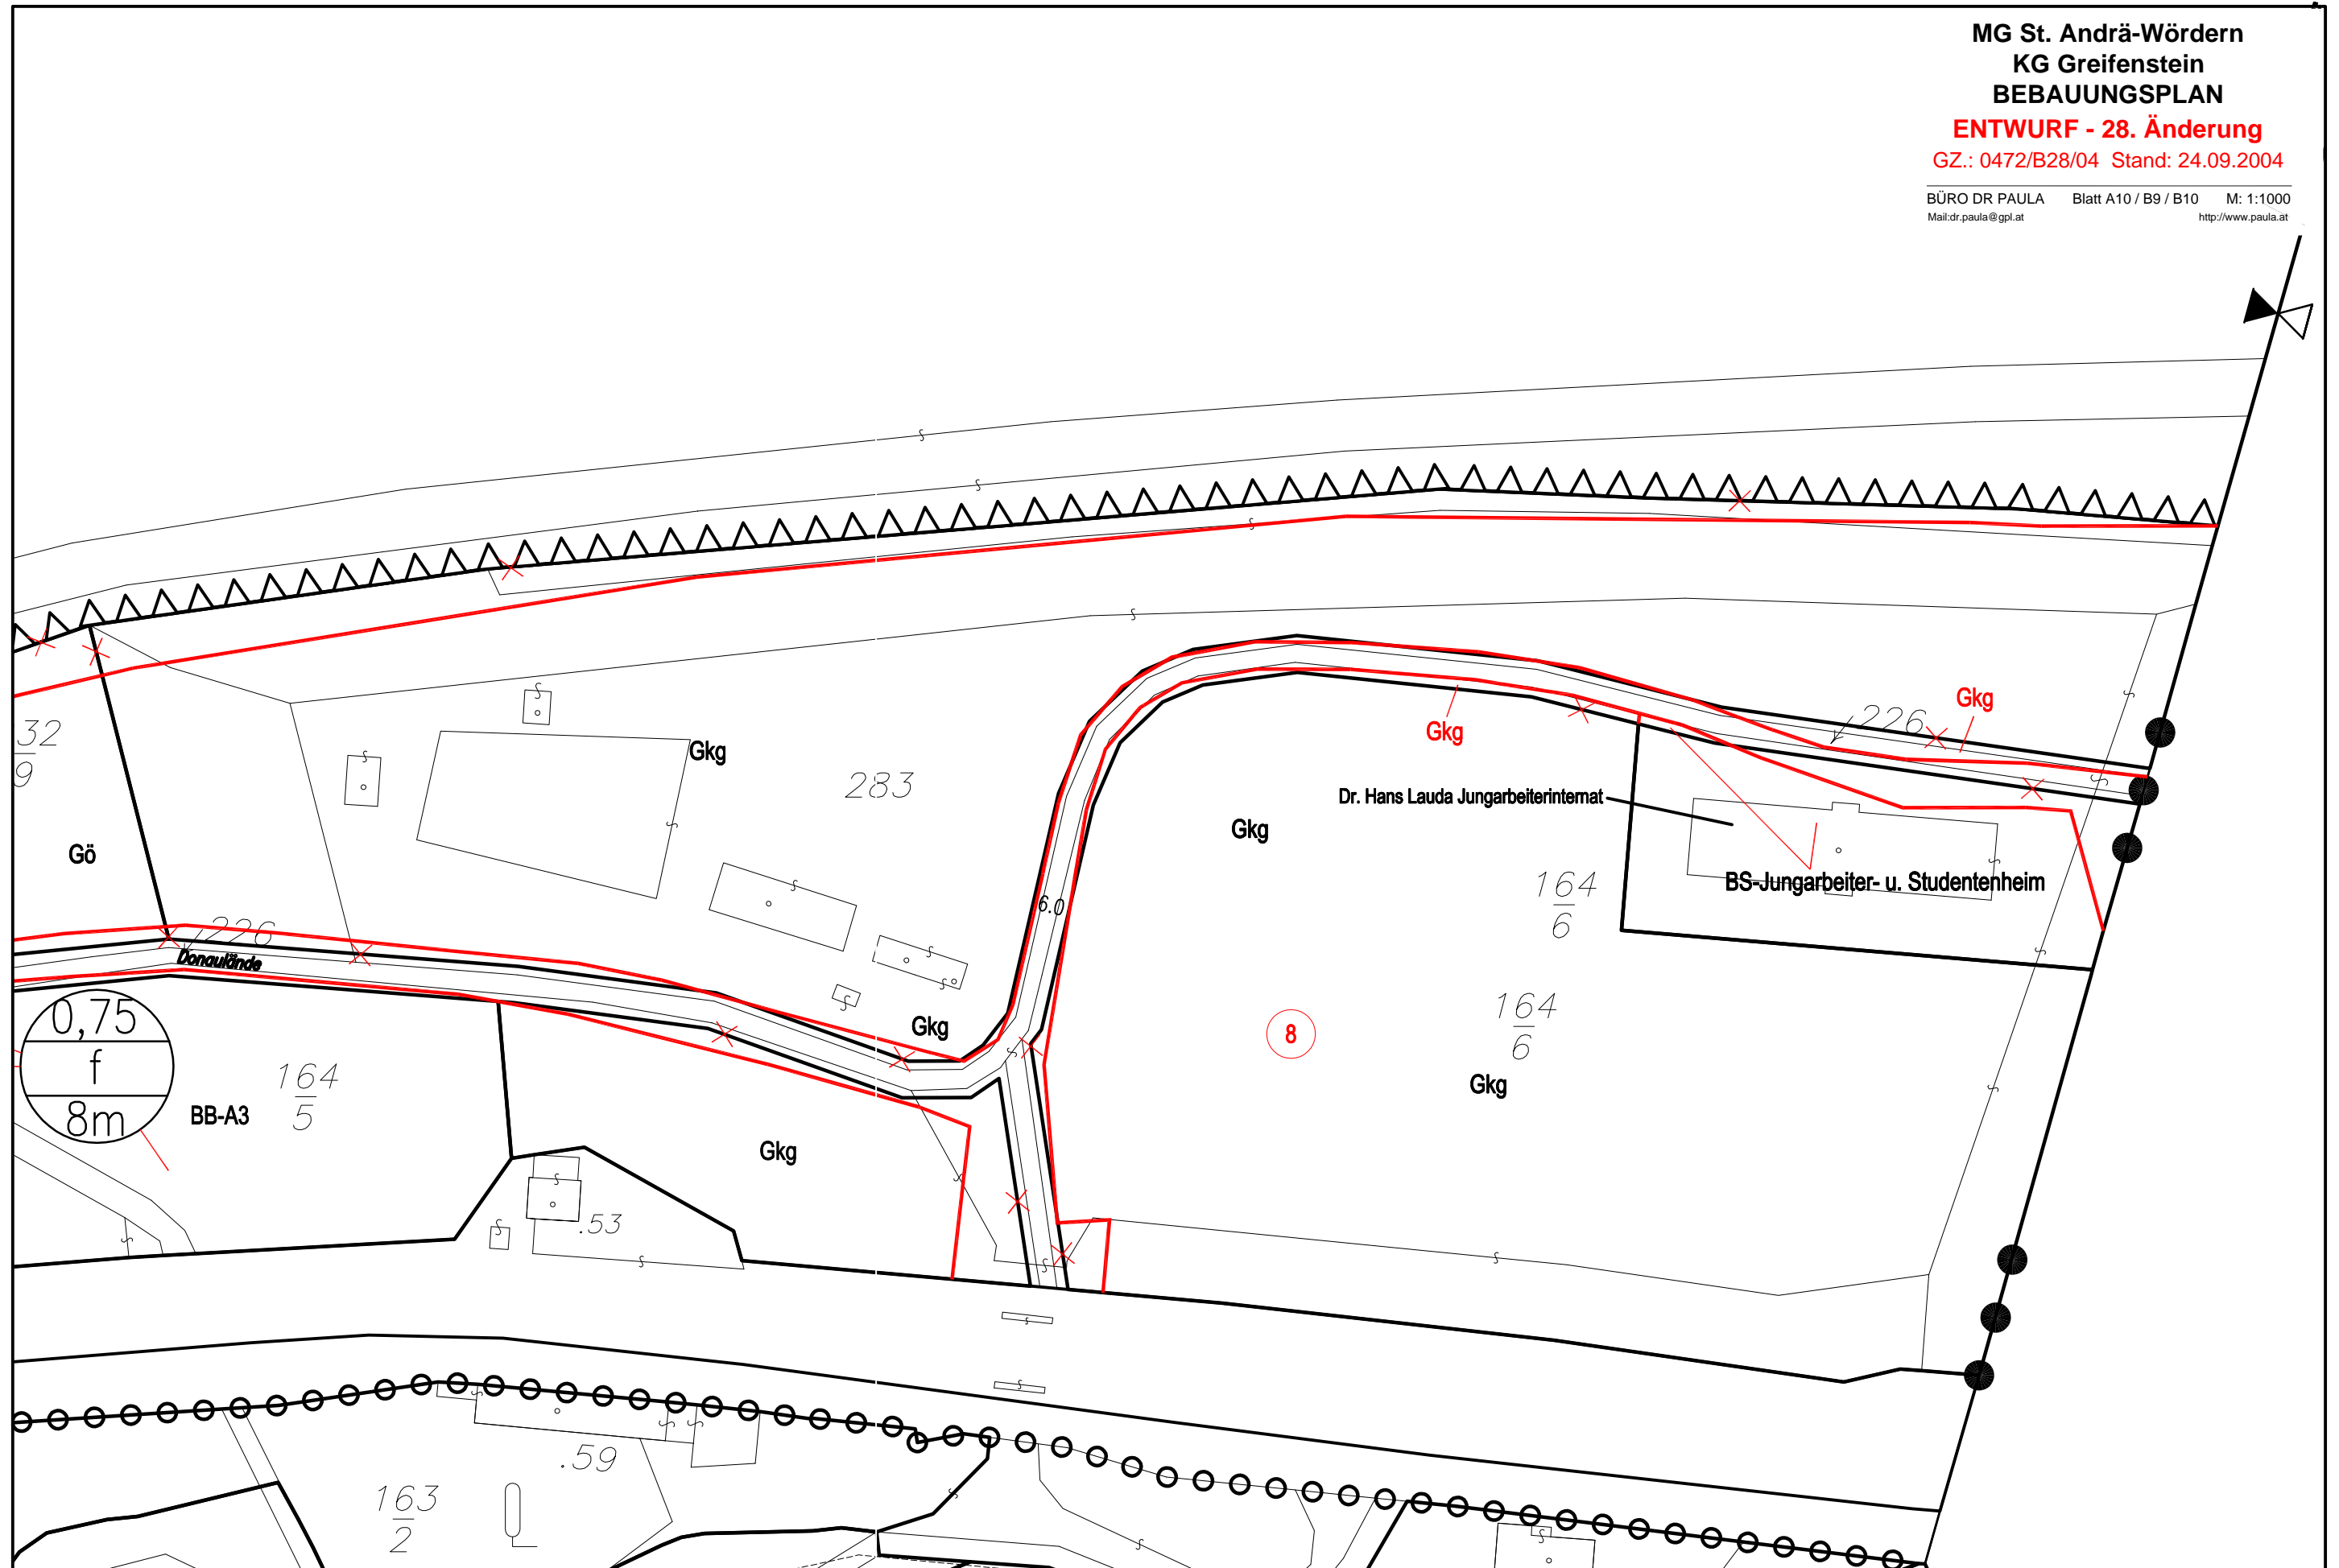 MG St. Andrä-Wördern
KG Greifenstein
BEBAUUNGSPLAN
ENTWURF - 28. Änderung
GZ.: 0472/B28/04 Stand: 24.09.2004
BÜRO DR PAULA Blatt A10 / B9 / B10 M: 1:1000
Mail:dr.paula@gpl.at http://www.paula.at
32
9
Gkg
283
Gkg
226
Gkg
Gö
Gkg
Dr. Hans Lauda Jungarbeiterinternat
164
6
BS-Jungarbeiter- u. Studentenheim
6.0
226
Donaulände
0,75
f
8m
164
5
BB-A3
Gkg
Gkg
8
164
6
Gkg
.53
.59
163
2